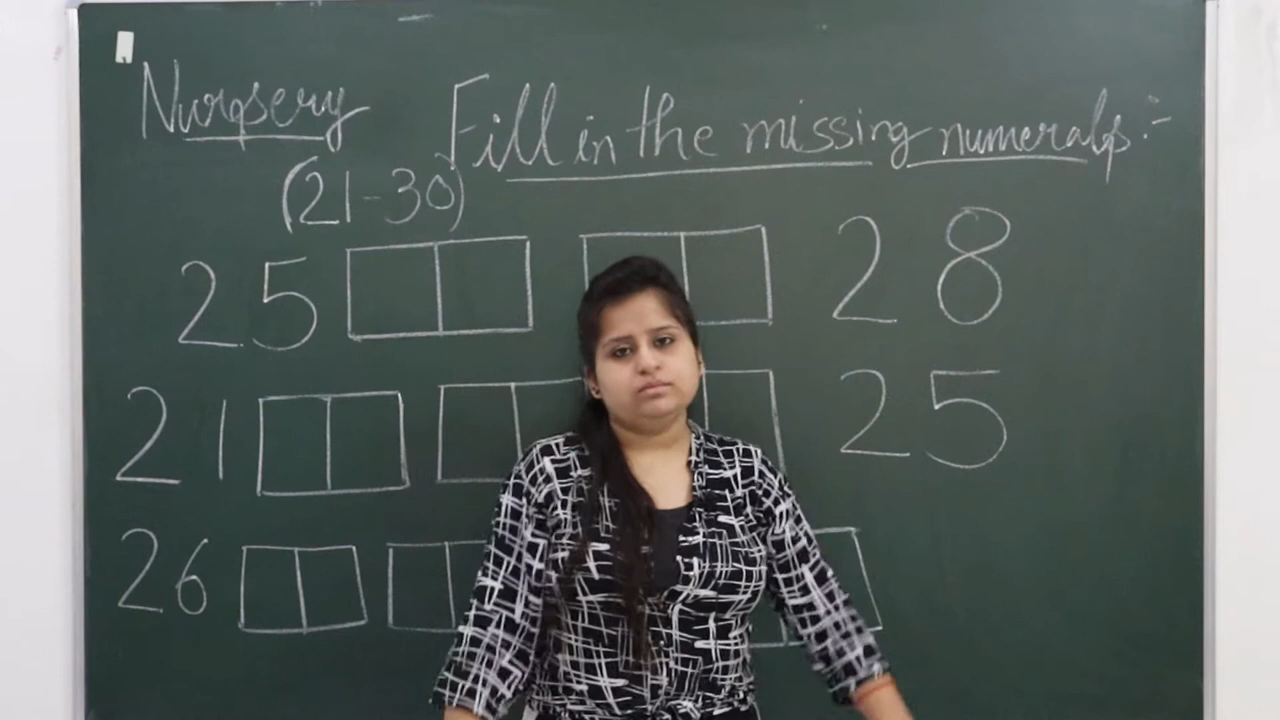 Nursery
Fill in the missing numerals:-
(21-30)
25 28
21 25
26